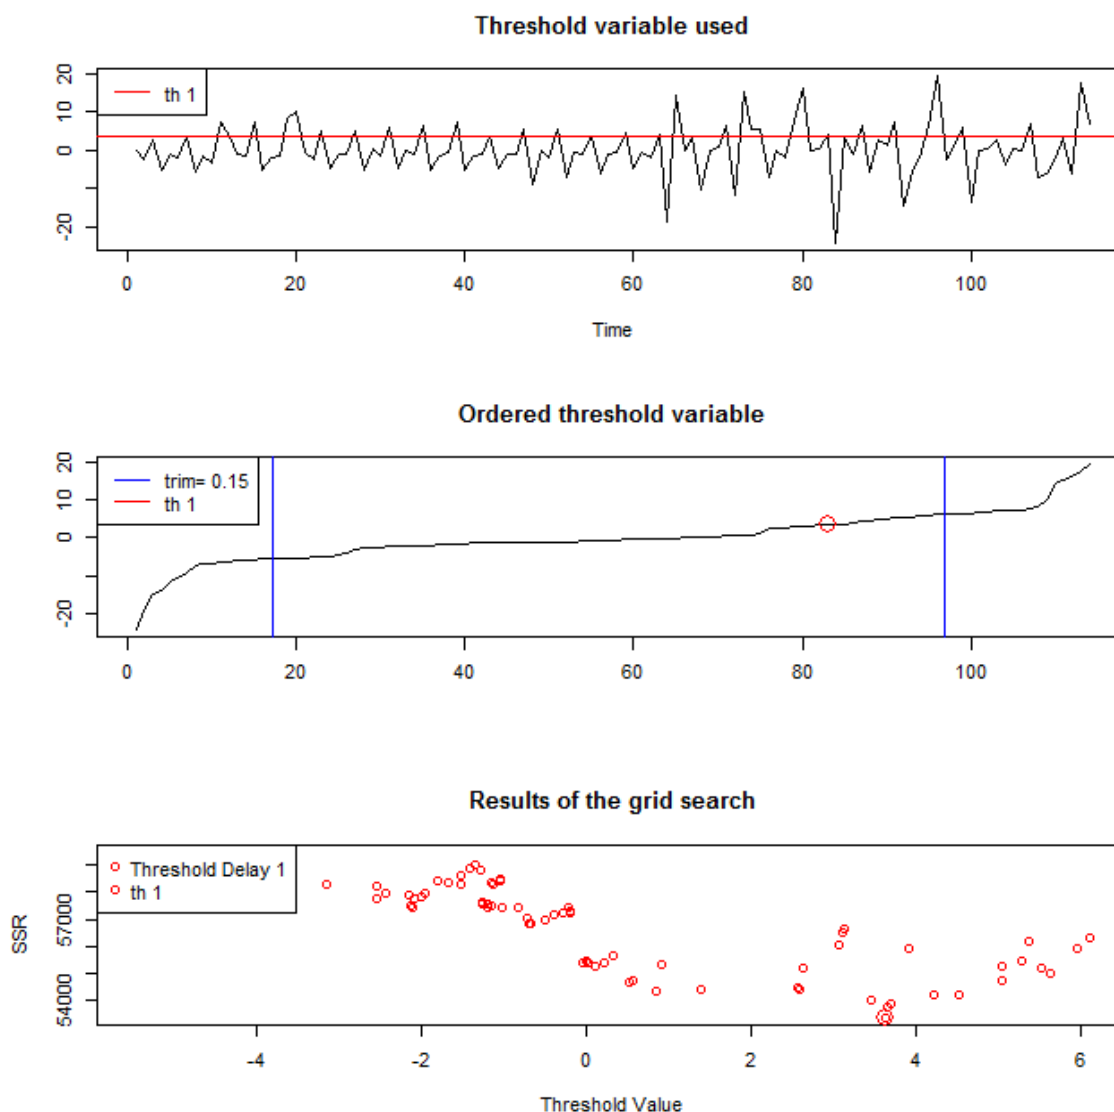 Threshold variable used
th 1
20
10
0
-20
0 20 40 60 80 100
Time
Ordered threshold variable
trim= 0.15
th 1
20
10
0
-20
0 20 40 60 80 100
Results of the grid search
Threshold Delay 1
th 1
SSR
57000
54000
-4 -2 0 2 4 6
Threshold Value